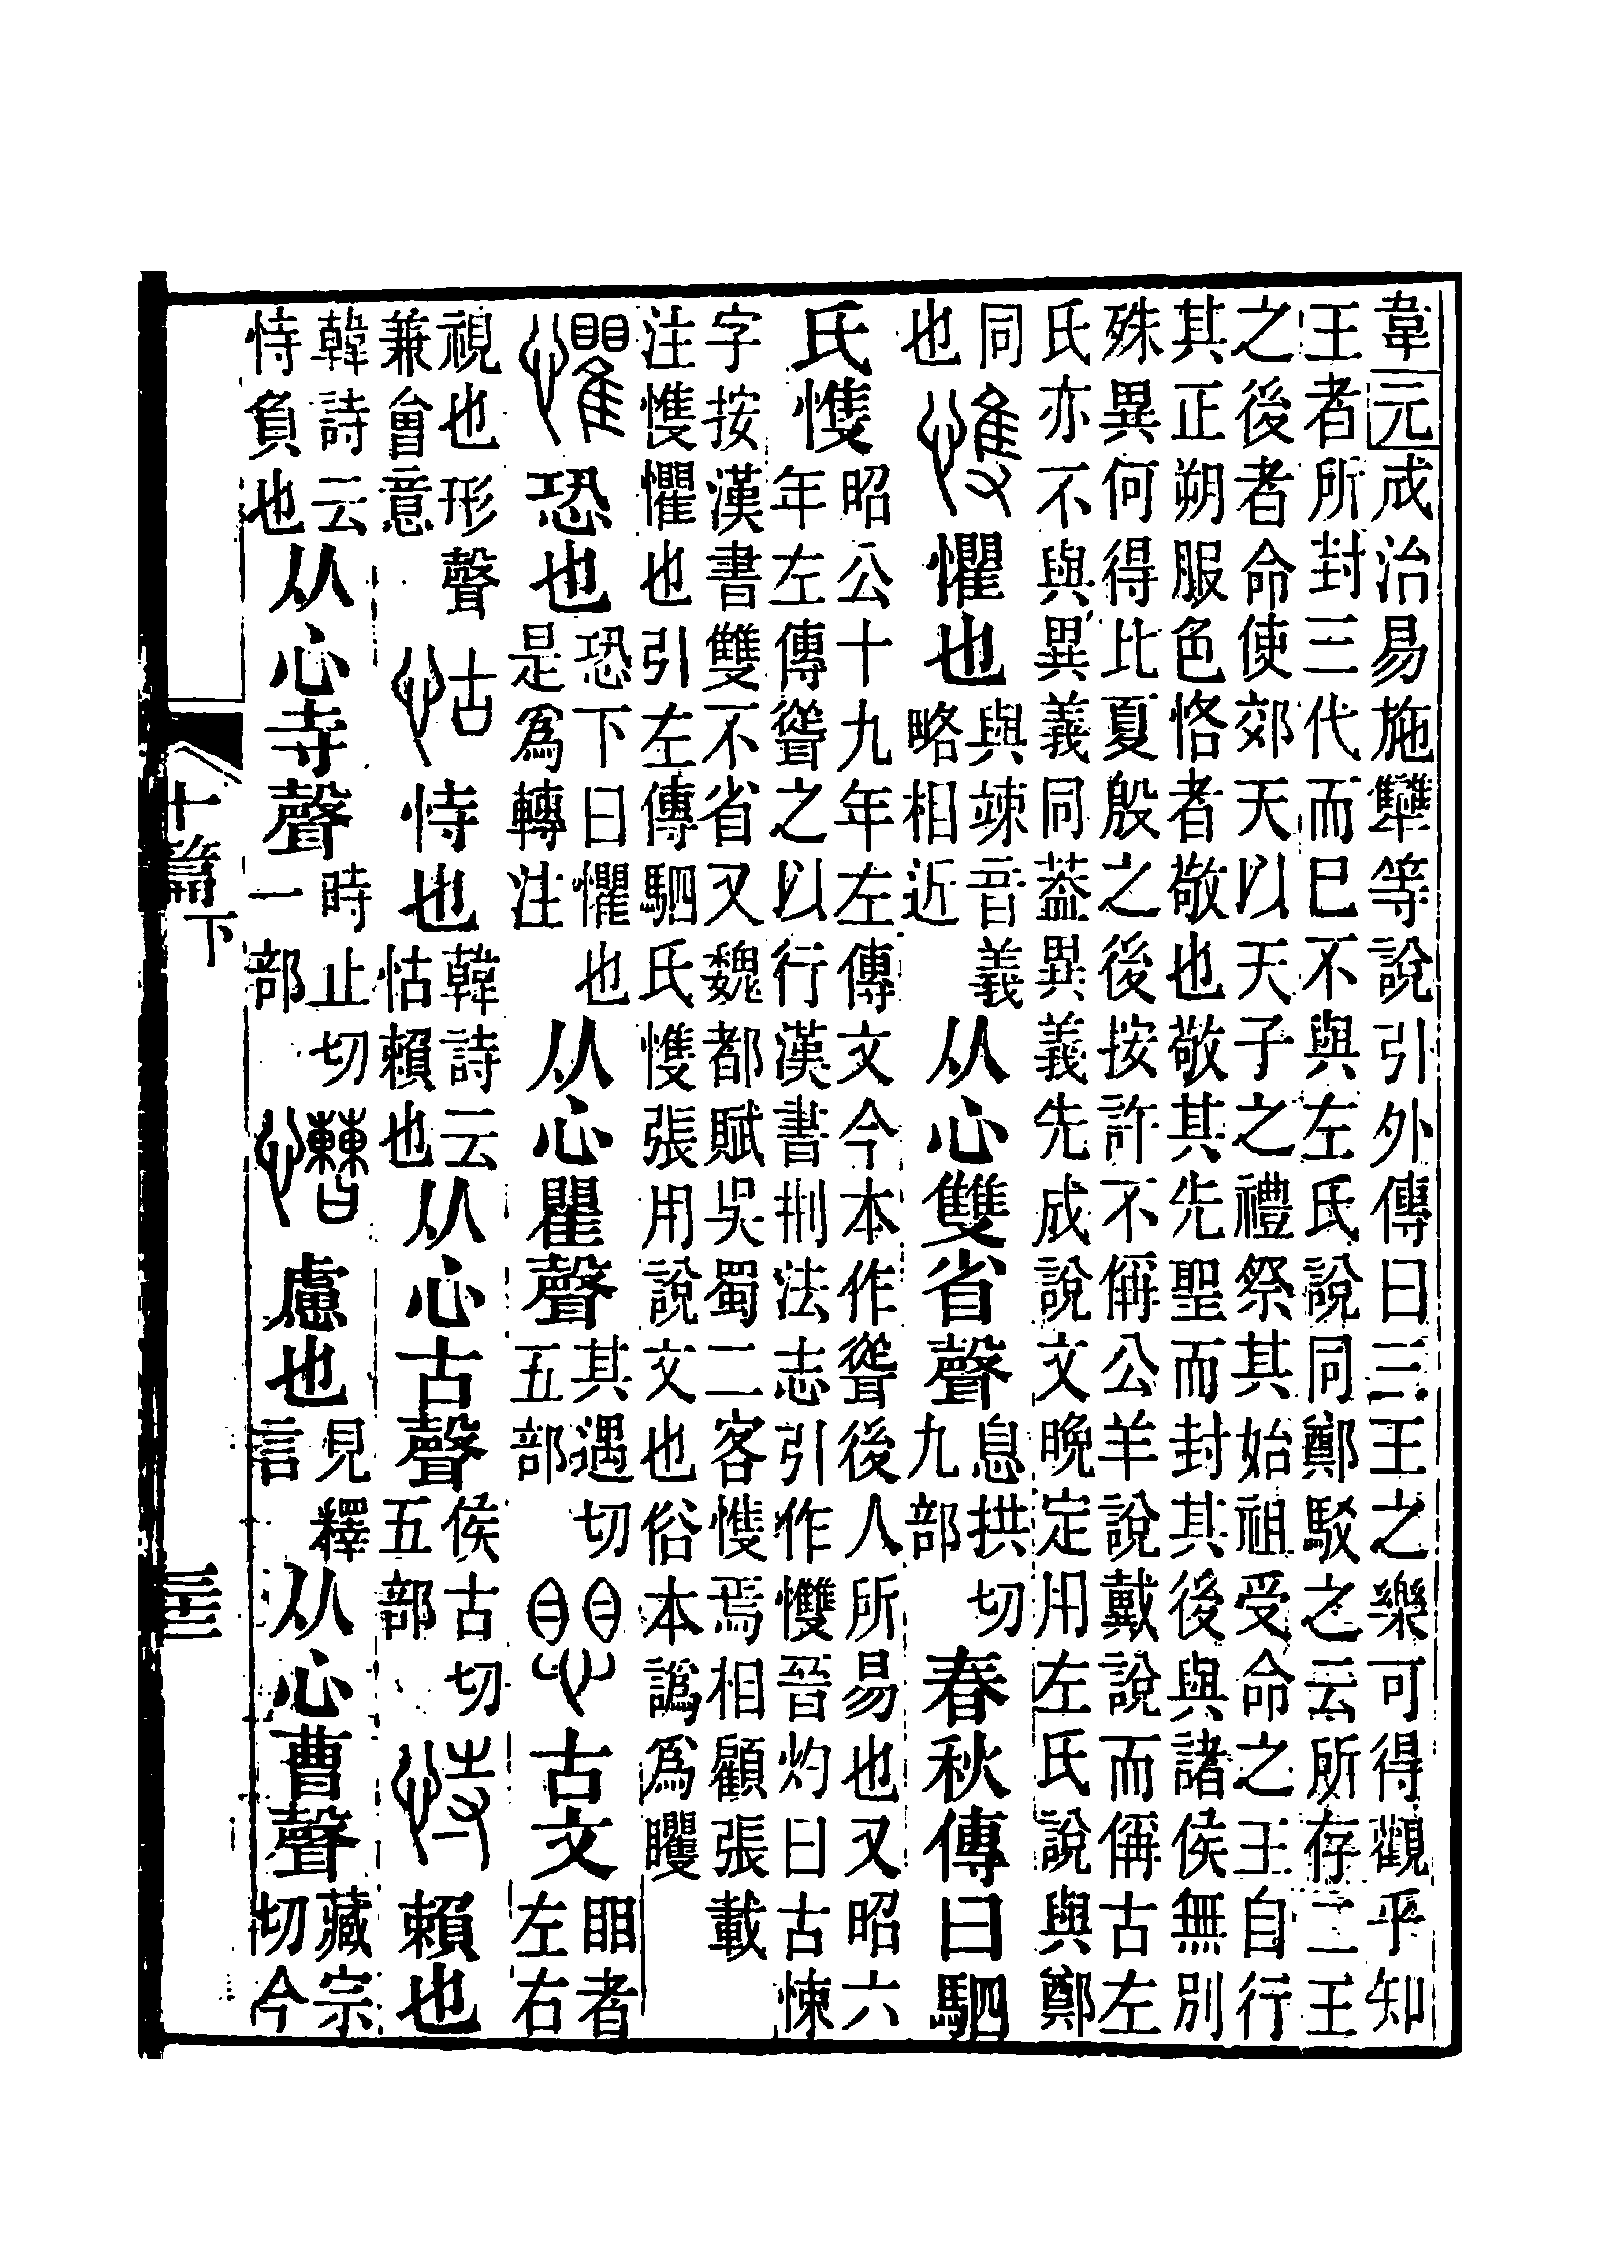 韋元成治易施犨等說引外傳曰三王之樂可得觀乎知
王者所封三代而已不與左氏說同鄭駁之云所存二王
之後者命使郊天以天子之禮祭其始祖受命之王自行
其正朔服色恪者敬也敬其先聖而封其後與諸侯無別
殊異何得比夏殷之後按許不偁公羊說戴說而偁古左
氏亦不與異義同葢異義先成說文晚定用左氏說與鄭
同
也
懼也
與竦音義
略相近
从心雙省聲
息拱切
九部
春秋傳曰駟
氏愯
昭公十九年左傳文今本作聳後人所易也又昭六
年左傳聳之以行漢書刑法志引作㦼晉灼曰古悚
字按漢書雙不省又魏都賦吳蜀二客愯焉相顧張載
注愯懼也引左傳駟氏愯張用說文也俗本譌爲矍
懼
恐也
恐下曰懼也
是爲轉注
从心瞿聲
其遇切
五部
古文
䀠者左右
視也形聲
兼會意
怙
恃也
韓詩云
怙賴也
从心古聲
侯古切
五部
恃
賴也
韓詩云
恃負也
从心寺聲
時止切
一部
慮也
見釋
言
从心曹聲
藏宗
切今
十篇下
三十三